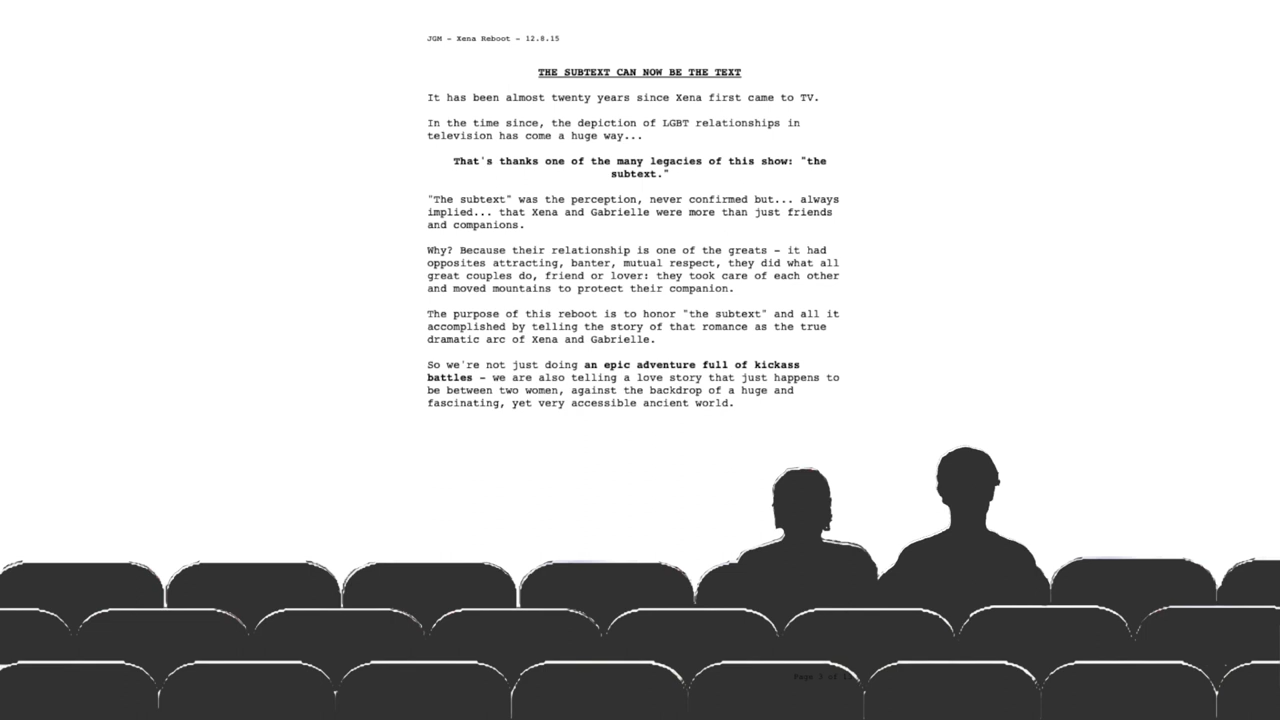 JGM - Xena Reboot - 12.8.15
THE SUBTEXT CAN NOW BE THE TEXT
It has been almost twenty years since Xena first came to TV.
In the time since, the depiction of LGBT relationships in
television has come a huge way...
That's thanks one of the many legacies of this show: "the
subtext."
"The subtext" was the perception, never confirmed but... always
implied... that Xena and Gabrielle were more than just friends
and companions.
Why? Because their relationship is one of the greats - it had
opposites attracting, banter, mutual respect, they did what all
great couples do, friend or lover: they took care of each other
and moved mountains to protect their companion.
The purpose of this reboot is to honor "the subtext" and all it
accomplished by telling the story of that romance as the true
dramatic arc of Xena and Gabrielle.
So we're not just doing an epic adventure full of kickass
battles - we are also telling a love story that just happens to
be between two women, against the backdrop of a huge and
fascinating, yet very accessible ancient world.
Page 3 of